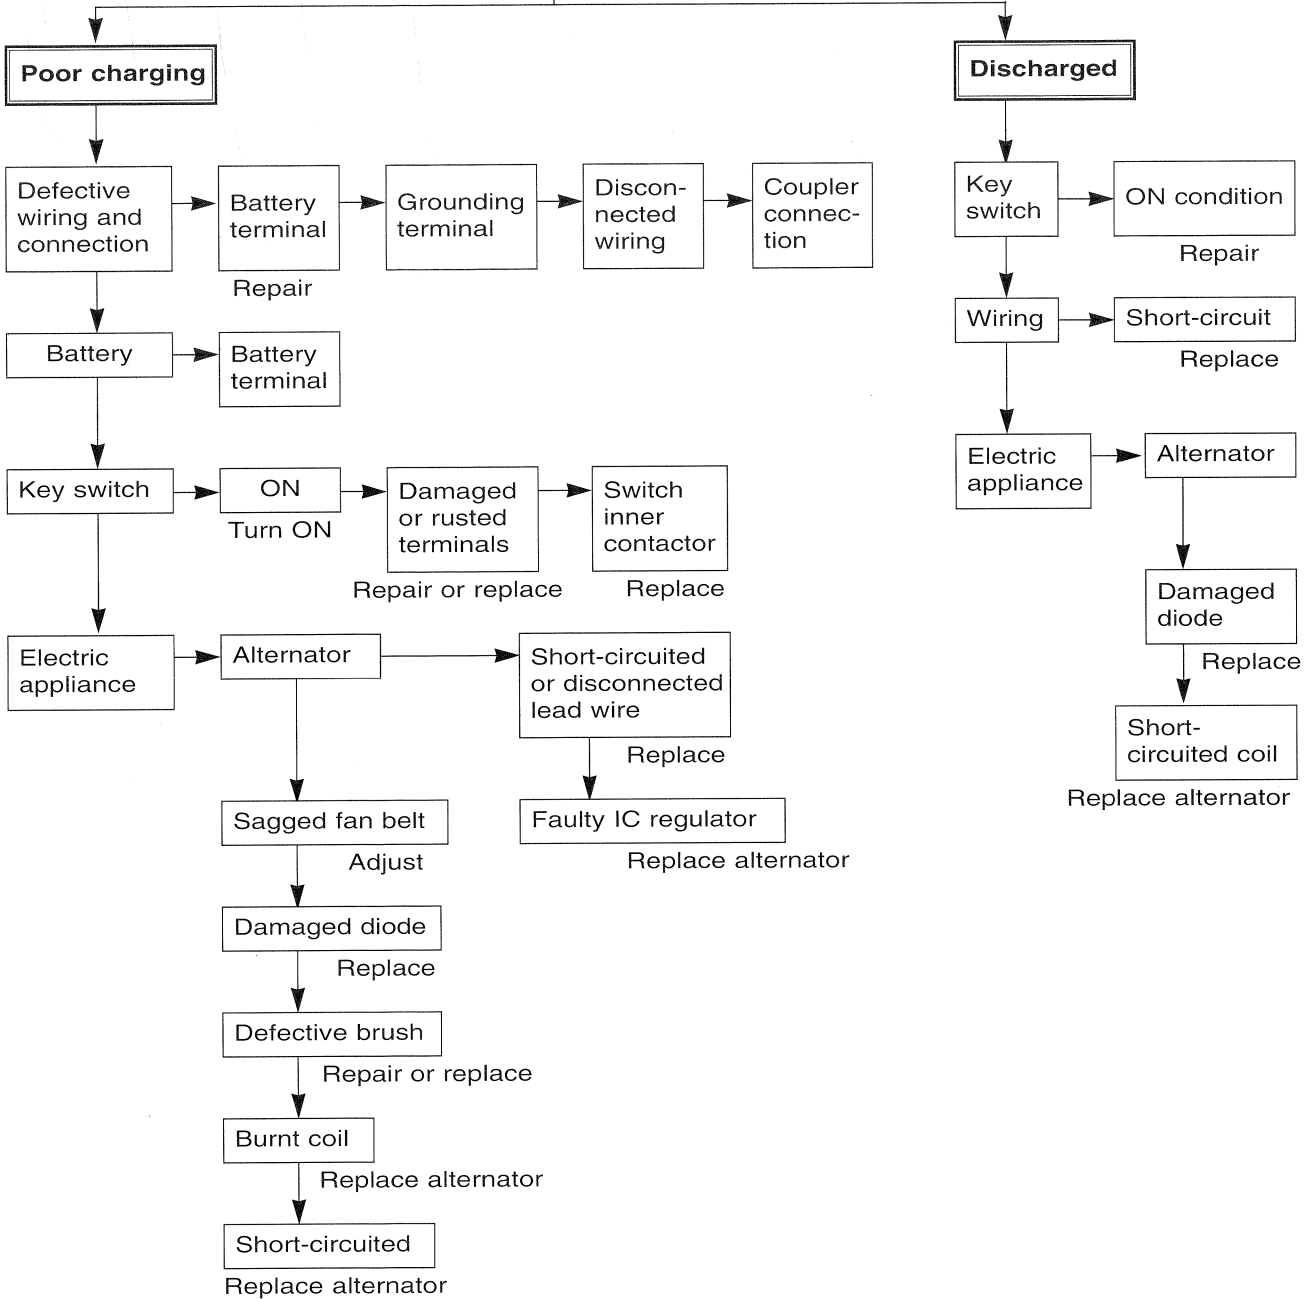 Poor charging
Discharged
Defective
wiring and
connection
Battery
terminal
Repair
Grounding
terminal
Discon-
nected
wiring
Coupler
connec-
tion
Key
switch
ON condition
Repair
Battery
Battery
terminal
Wiring
Short-circuit
Replace
Key switch
ON
Turn ON
Damaged
or rusted
terminals
Repair or replace
Switch
inner
contactor
Replace
Electric
appliance
Alternator
Damaged
diode
Replace
Short-
circuited coil
Replace alternator
Electric
appliance
Alternator
Short-circuited
or disconnected
lead wire
Replace
Faulty IC regulator
Replace alternator
Sagged fan belt
Adjust
Damaged diode
Replace
Defective brush
Repair or replace
Burnt coil
Replace alternator
Short-circuited
Replace alternator